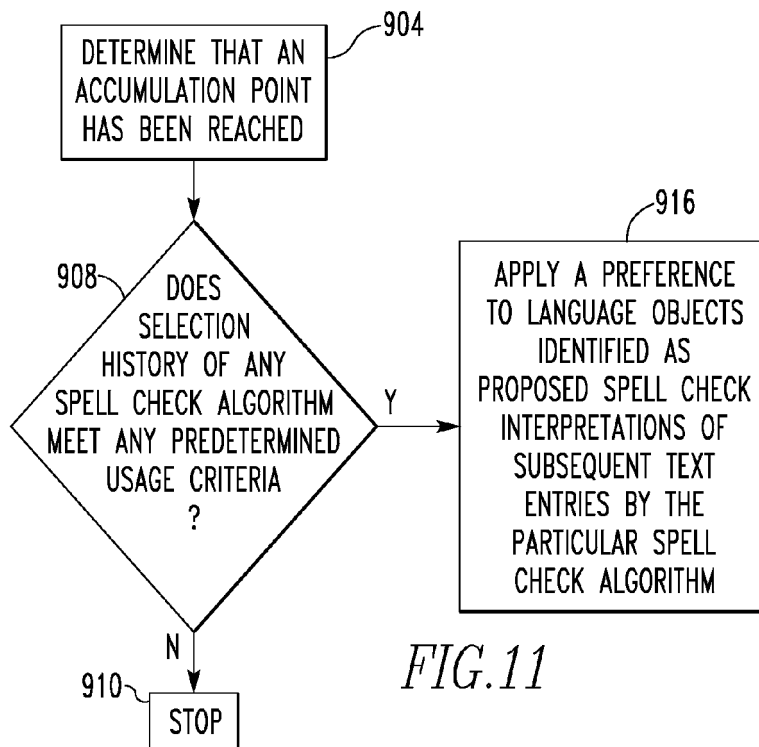 904
DETERMINE THAT AN
ACCUMULATION POINT
HAS BEEN REACHED
908
DOES
SELECTION
HISTORY OF ANY
SPELL CHECK ALGORITHM
MEET ANY PREDETERMINED
USAGE CRITERIA
?
Y
916
APPLY A PREFERENCE
TO LANGUAGE OBJECTS
IDENTIFIED AS
PROPOSED SPELL CHECK
INTERPRETATIONS OF
SUBSEQUENT TEXT
ENTRIES BY THE
PARTICULAR SPELL
CHECK ALGORITHM
N
910
STOP
FIG.11